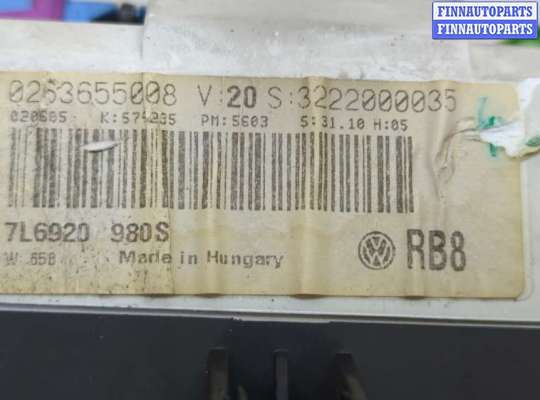 FINNAUTOPARTS
FINNAUTOPARTS
0263655008 V:20 S:3222000035
020605 K:574235 PM:5603 S:31.10 H:05
7L6920 980S
W 658 Made in Hungary
RB8